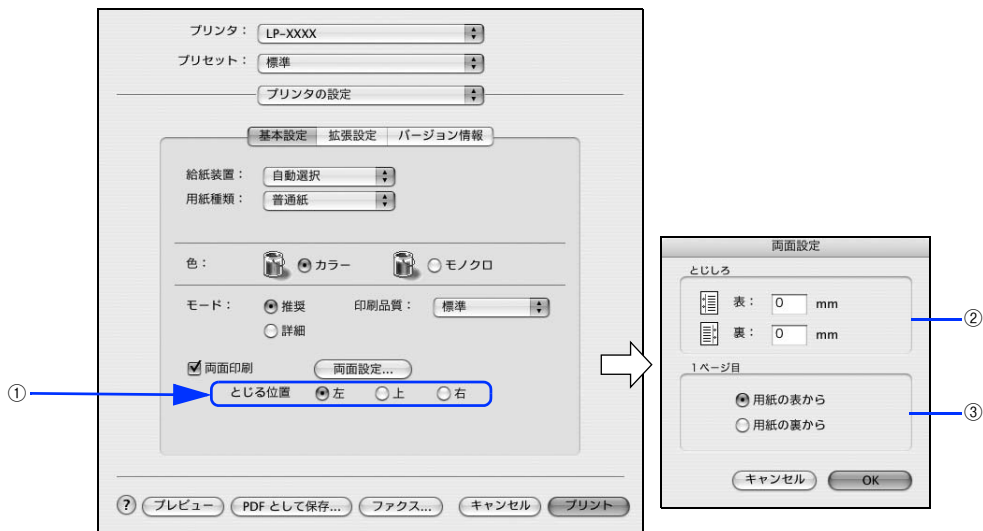 プリンタ： LP-XXXX
プリセット： 標準
プリンタの設定
基本設定 拡張設定 バージョン情報
給紙装置： 自動選択
用紙種類： 普通紙
色： カラー モノクロ
モード： 推奨 印刷品質： 標準
詳細
両面印刷 両面設定...
① とじる位置 左 上 右
? プレビュー PDF として保存... ファクス... キャンセル プリント
両面設定
とじしろ
表： 0 mm
②
裏： 0 mm
1 ページ目
用紙の表から
③
用紙の裏から
キャンセル OK